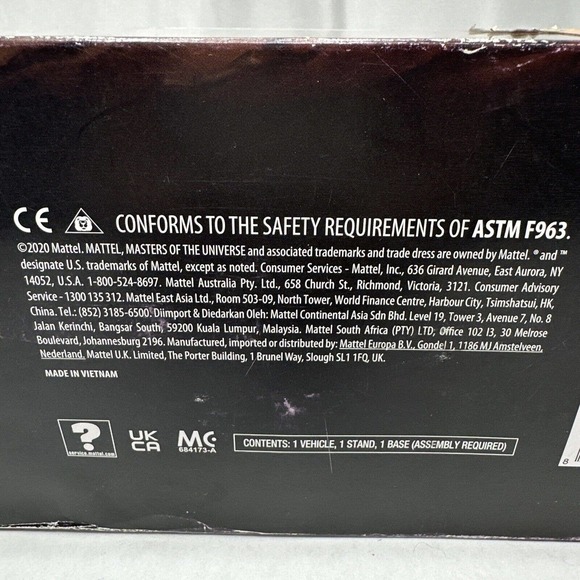 CE CONFORMS TO THE SAFETY REQUIREMENTS OF ASTM F963.
©2020 Mattel. MATTEL, MASTERS OF THE UNIVERSE and associated trademarks and trade dress are owned by Mattel. ® and ™
designate U.S. trademarks of Mattel, except as noted. Consumer Services - Mattel, Inc., 636 Girard Avenue, East Aurora, NY
14052, U.S.A. 1-800-524-8697. Mattel Australia Pty. Ltd., 658 Church St., Richmond, Victoria, 3121. Consumer Advisory
Service - 1300 135 312. Mattel East Asia Ltd., Room 503-09, North Tower, World Finance Centre, Harbour City, Tsimshatsui, HK,
China. Tel.: (852) 3185-6500. Diimport & Diedarkan Oleh: Mattel Continental Asia Sdn Bhd. Level 19, Tower 3, Avenue 7, No. 8
Jalan Kerinchi, Bangsar South, 59200 Kuala Lumpur, Malaysia. Mattel South Africa (PTY) LTD, Office 102 I3, 30 Melrose
Boulevard, Johannesburg 2196. Manufactured, imported or distributed by: Mattel Europa B.V., Gondel 1, 1186 MJ Amstelveen,
Nederland. Mattel U.K. Limited, The Porter Building, 1 Brunel Way, Slough SL1 1FQ, UK.
MADE IN VIETNAM
?
service.mattel.com
UK
CA
MC
684173-A
CONTENTS: 1 VEHICLE, 1 STAND, 1 BASE (ASSEMBLY REQUIRED)
8